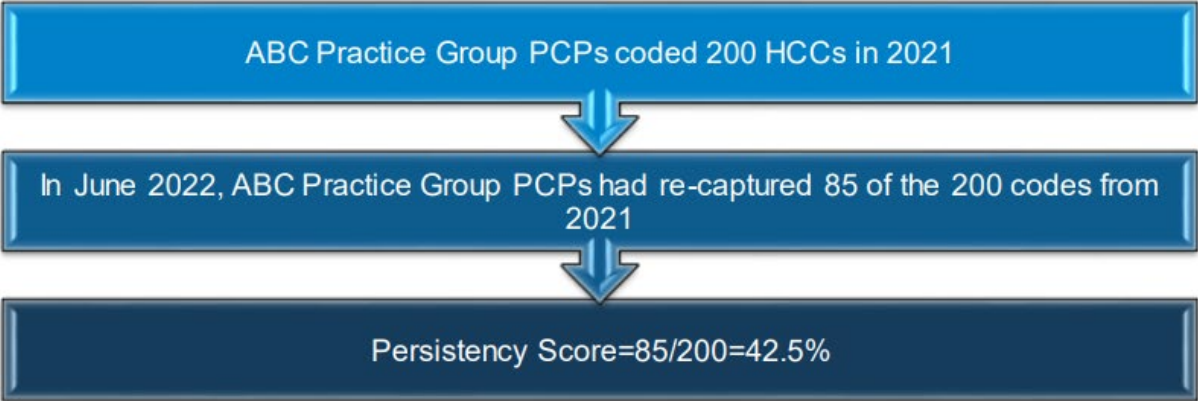 ABC Practice Group PCPs coded 200 HCCs in 2021
In June 2022, ABC Practice Group PCPs had re-captured 85 of the 200 codes from
2021
Persistency Score=85/200=42.5%